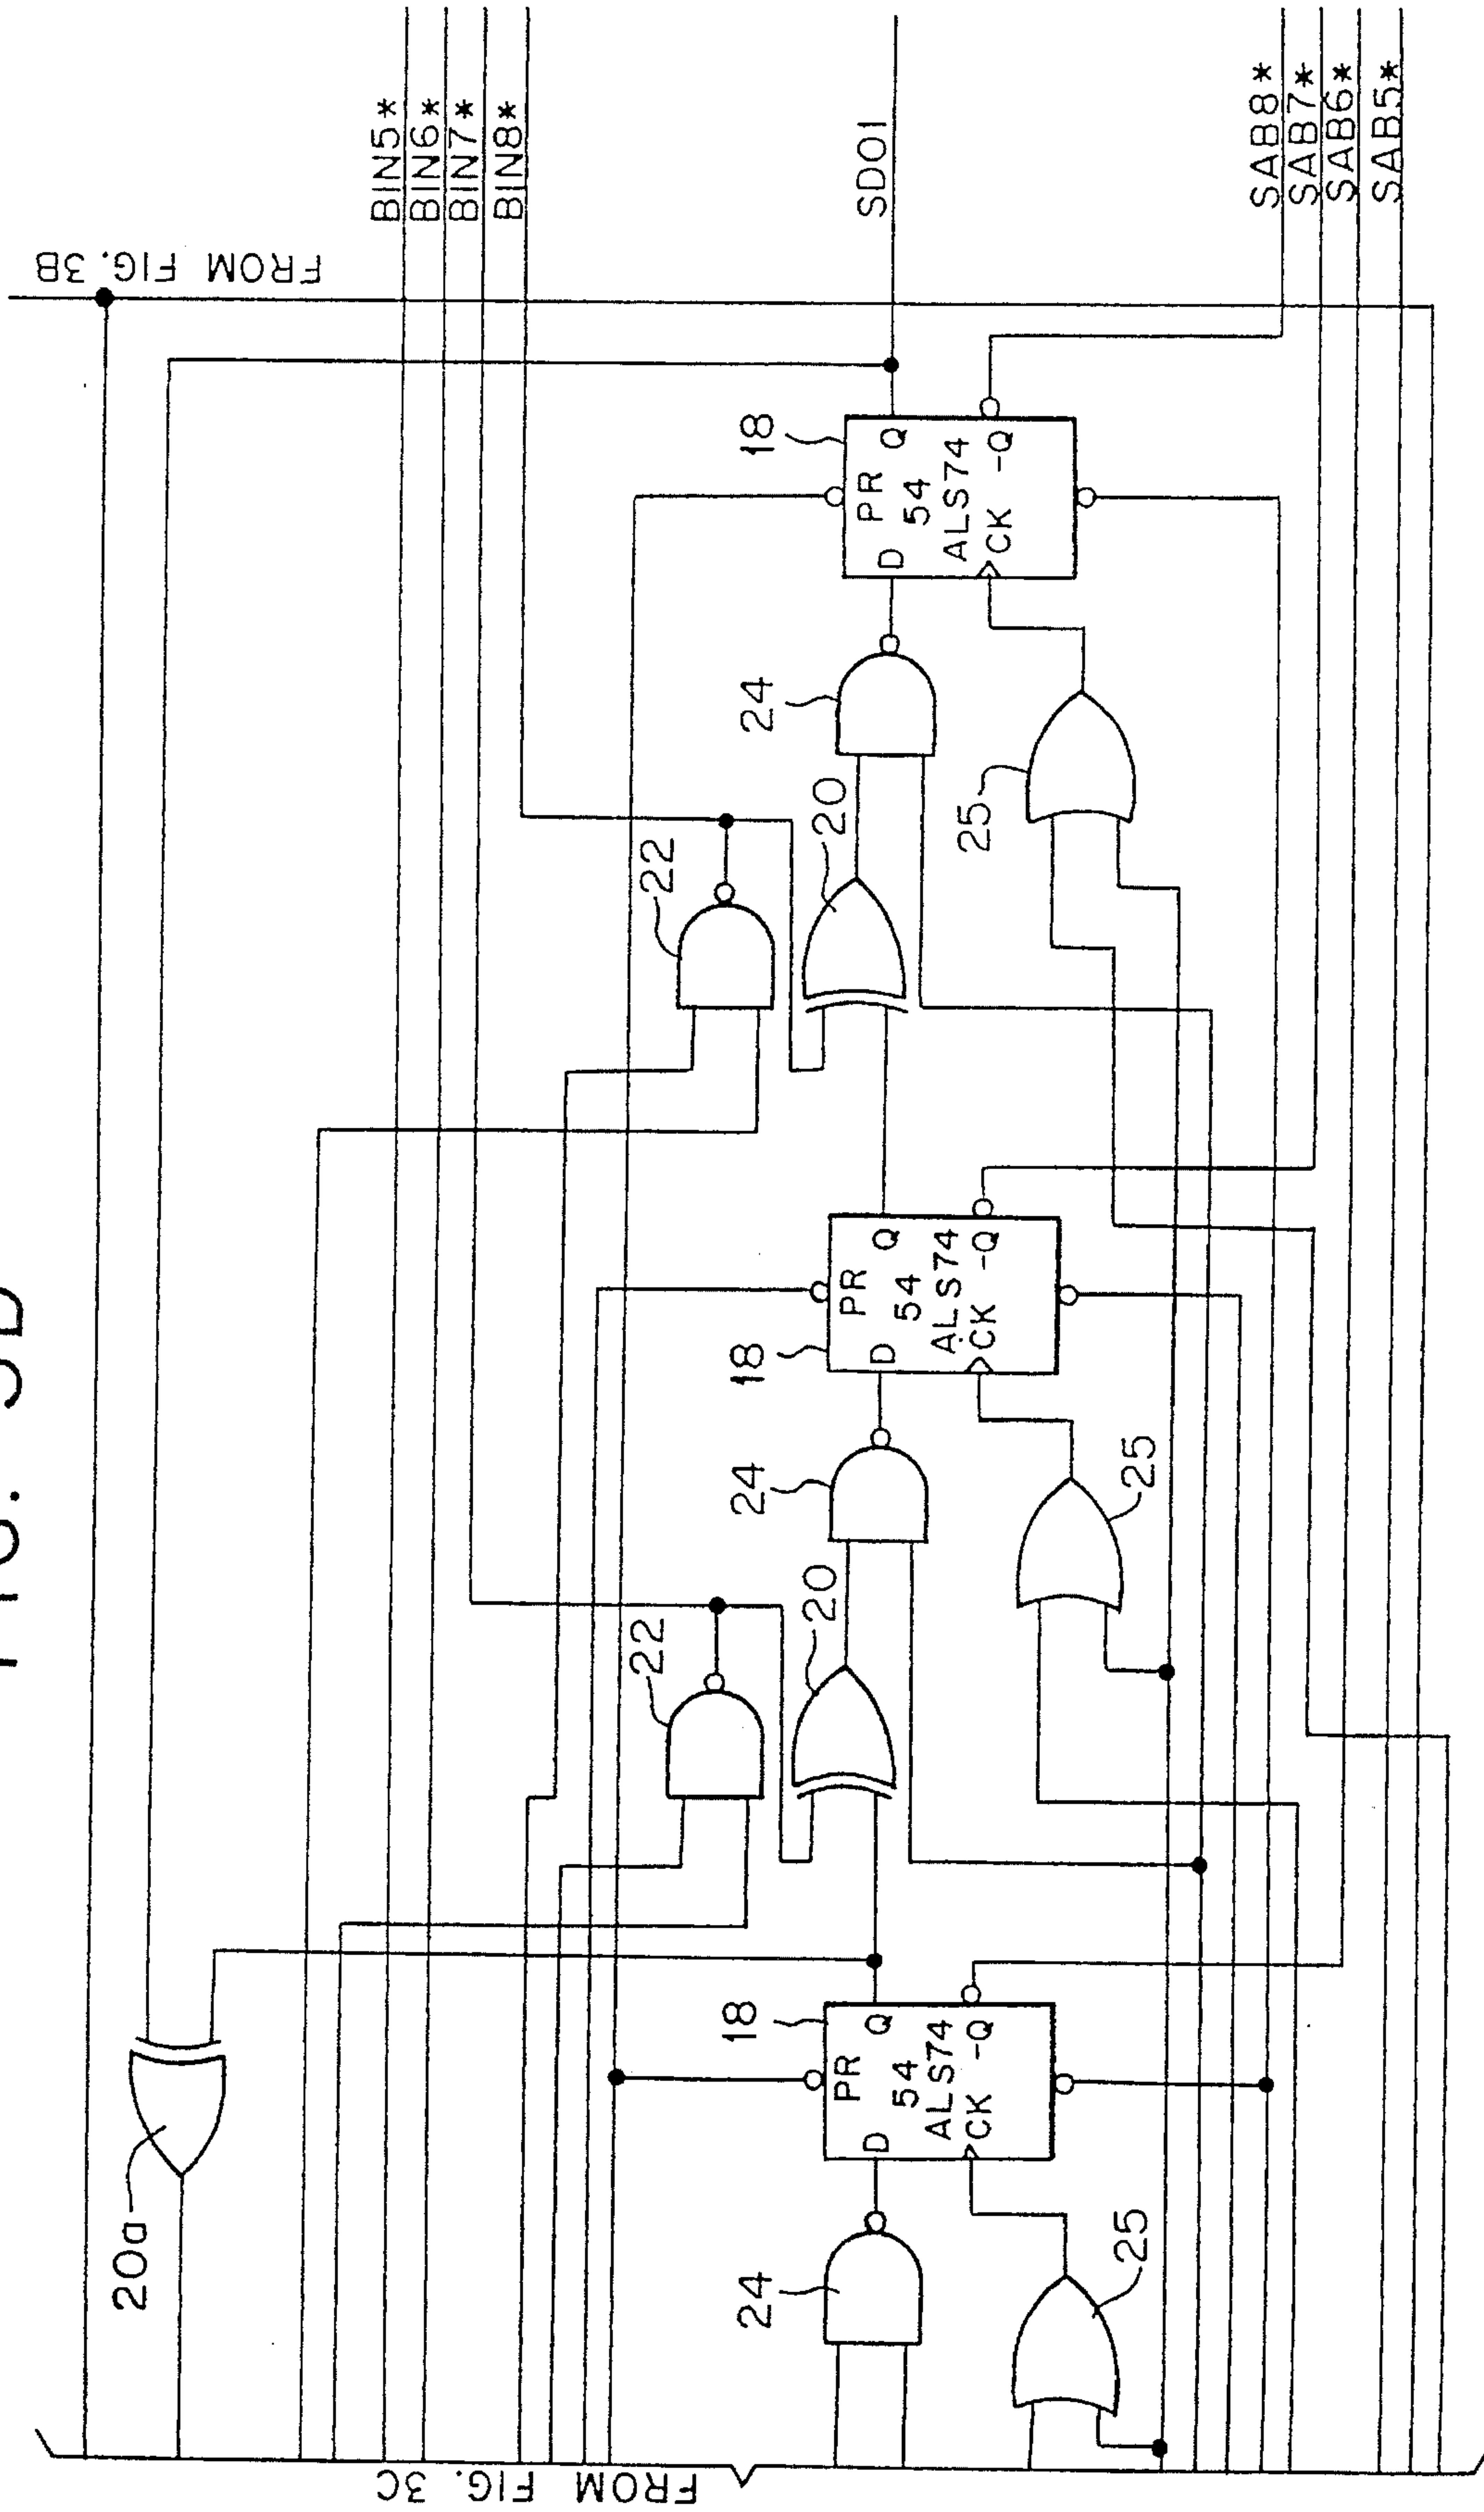 FROM FIG. 3B
BIN5*
BIN6*
BIN7*
BIN8*
SDO1
SAB8*
SAB7*
SAB6*
SAB5*
18
PR
D
Q
54
ALS74
CK
-Q
24
20
22
25
18
PR
D
Q
54
ALS74
CK
-Q
24
20
22
25
18
PR
D
Q
54
ALS74
CK
-Q
24
25
20a
FROM FIG. 3C